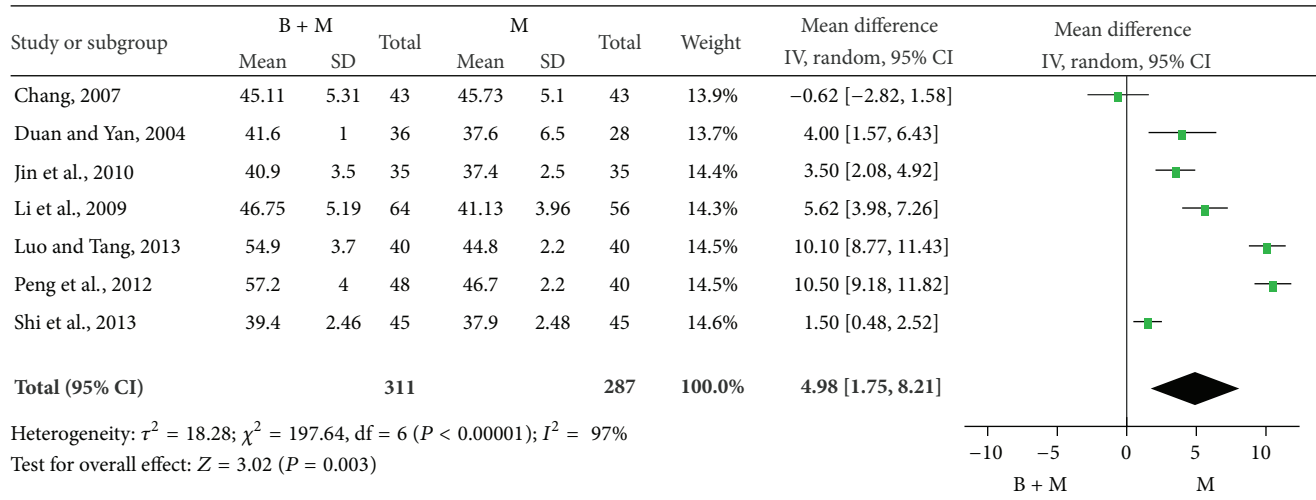 Study or subgroup B + M Total M Total Weight Mean difference Mean difference
Mean SD Mean SD IV, random, 95% CI IV, random, 95% CI
Chang, 2007 45.11 5.31 43 45.73 5.1 43 13.9% −0.62 [−2.82, 1.58]
Duan and Yan, 2004 41.6 1 36 37.6 6.5 28 13.7% 4.00 [1.57, 6.43]
Jin et al., 2010 40.9 3.5 35 37.4 2.5 35 14.4% 3.50 [2.08, 4.92]
Li et al., 2009 46.75 5.19 64 41.13 3.96 56 14.3% 5.62 [3.98, 7.26]
Luo and Tang, 2013 54.9 3.7 40 44.8 2.2 40 14.5% 10.10 [8.77, 11.43]
Peng et al., 2012 57.2 4 48 46.7 2.2 40 14.5% 10.50 [9.18, 11.82]
Shi et al., 2013 39.4 2.46 45 37.9 2.48 45 14.6% 1.50 [0.48, 2.52]
Total (95% CI) 311 287 100.0% 4.98 [1.75, 8.21]
Heterogeneity: τ² = 18.28; χ² = 197.64, df = 6 (P < 0.00001); I² = 97%
Test for overall effect: Z = 3.02 (P = 0.003)
−10 −5 0 5 10
B + M M